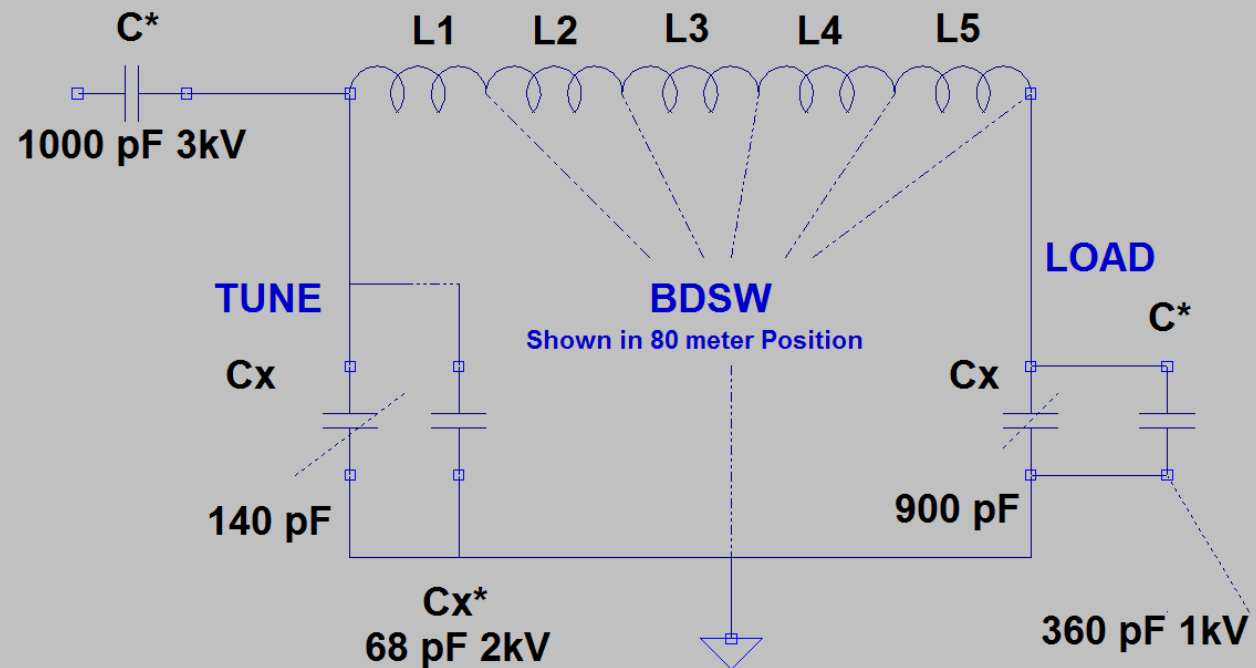 C*
L1 L2 L3 L4 L5
1000 pF 3kV
LOAD
TUNE
BDSW
C*
Shown in 80 meter Position
Cx
Cx
140 pF
900 pF
Cx*
68 pF 2kV
360 pF 1kV